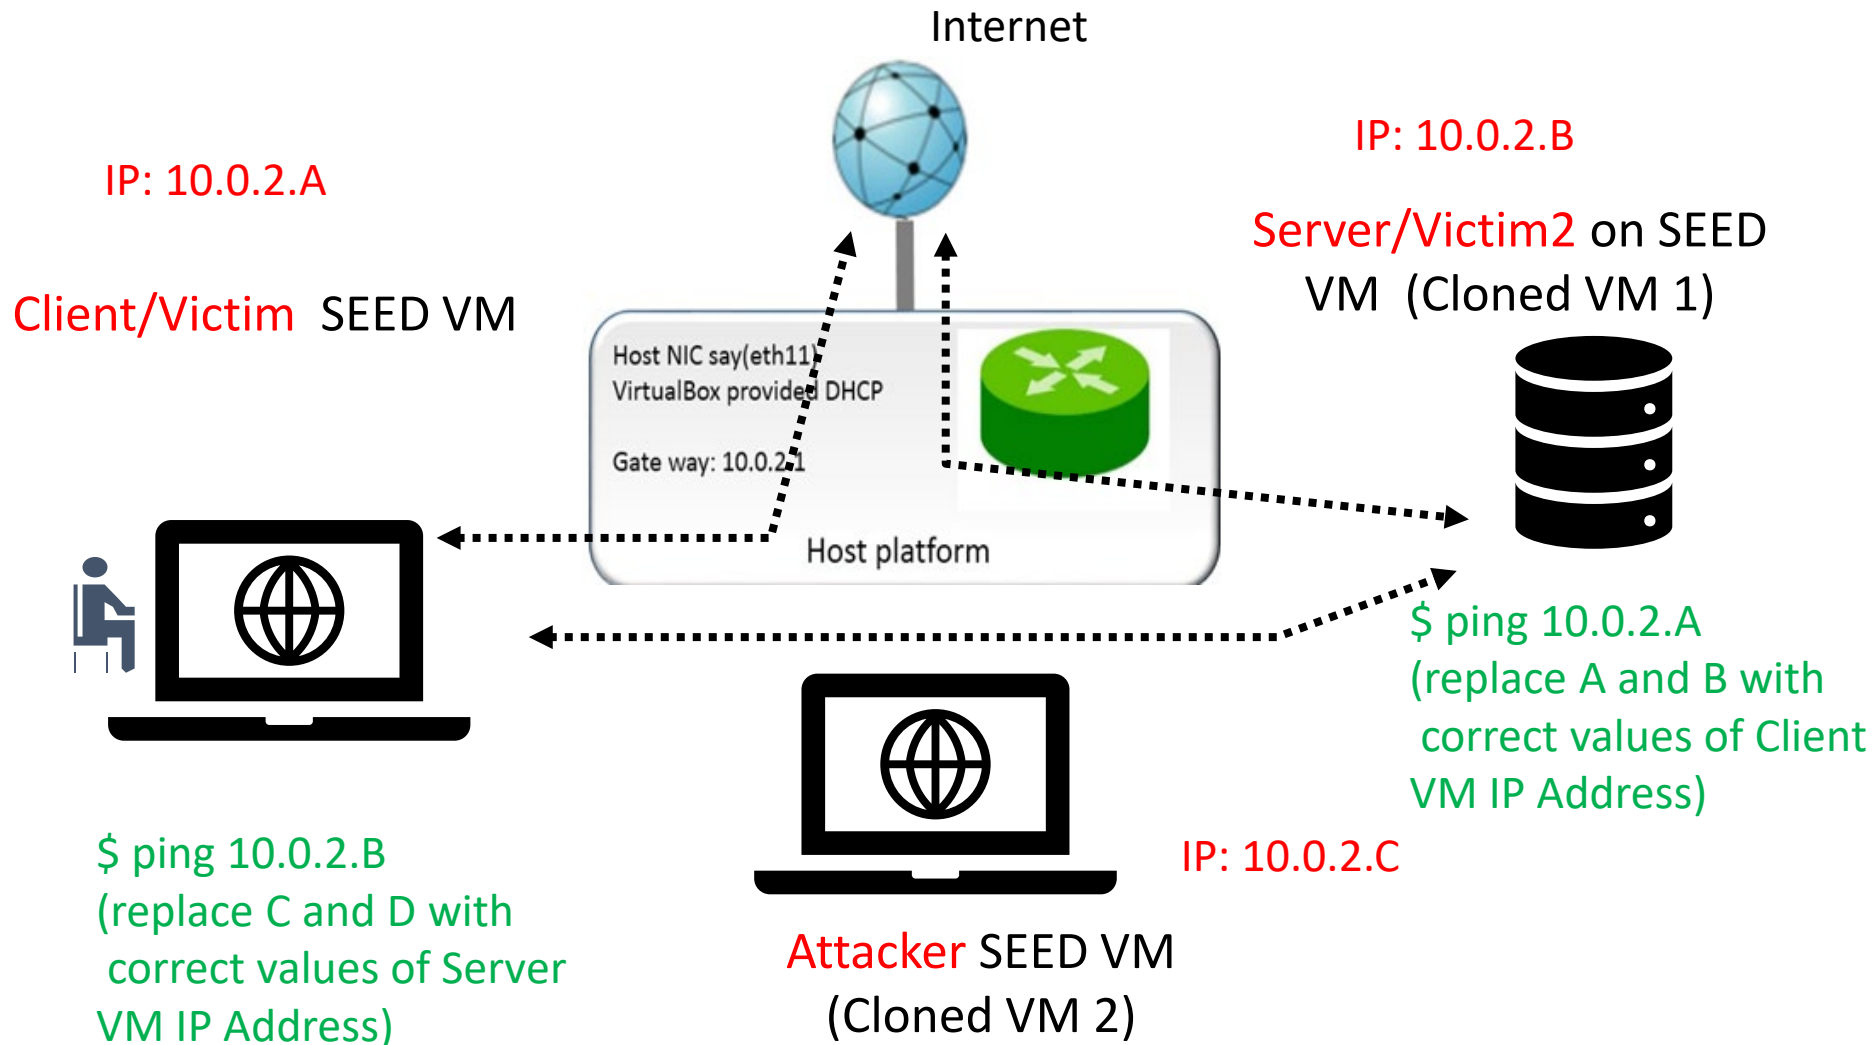 Internet
IP: 10.0.2.A
IP: 10.0.2.B
Client/Victim SEED VM
Server/Victim2 on SEED
VM (Cloned VM 1)
Host NIC say(eth11)
VirtualBox provided DHCP
Gate way: 10.0.2.1
Host platform
$ ping 10.0.2.A
(replace A and B with
correct values of Client
VM IP Address)
$ ping 10.0.2.B
(replace C and D with
correct values of Server
VM IP Address)
IP: 10.0.2.C
Attacker SEED VM
(Cloned VM 2)